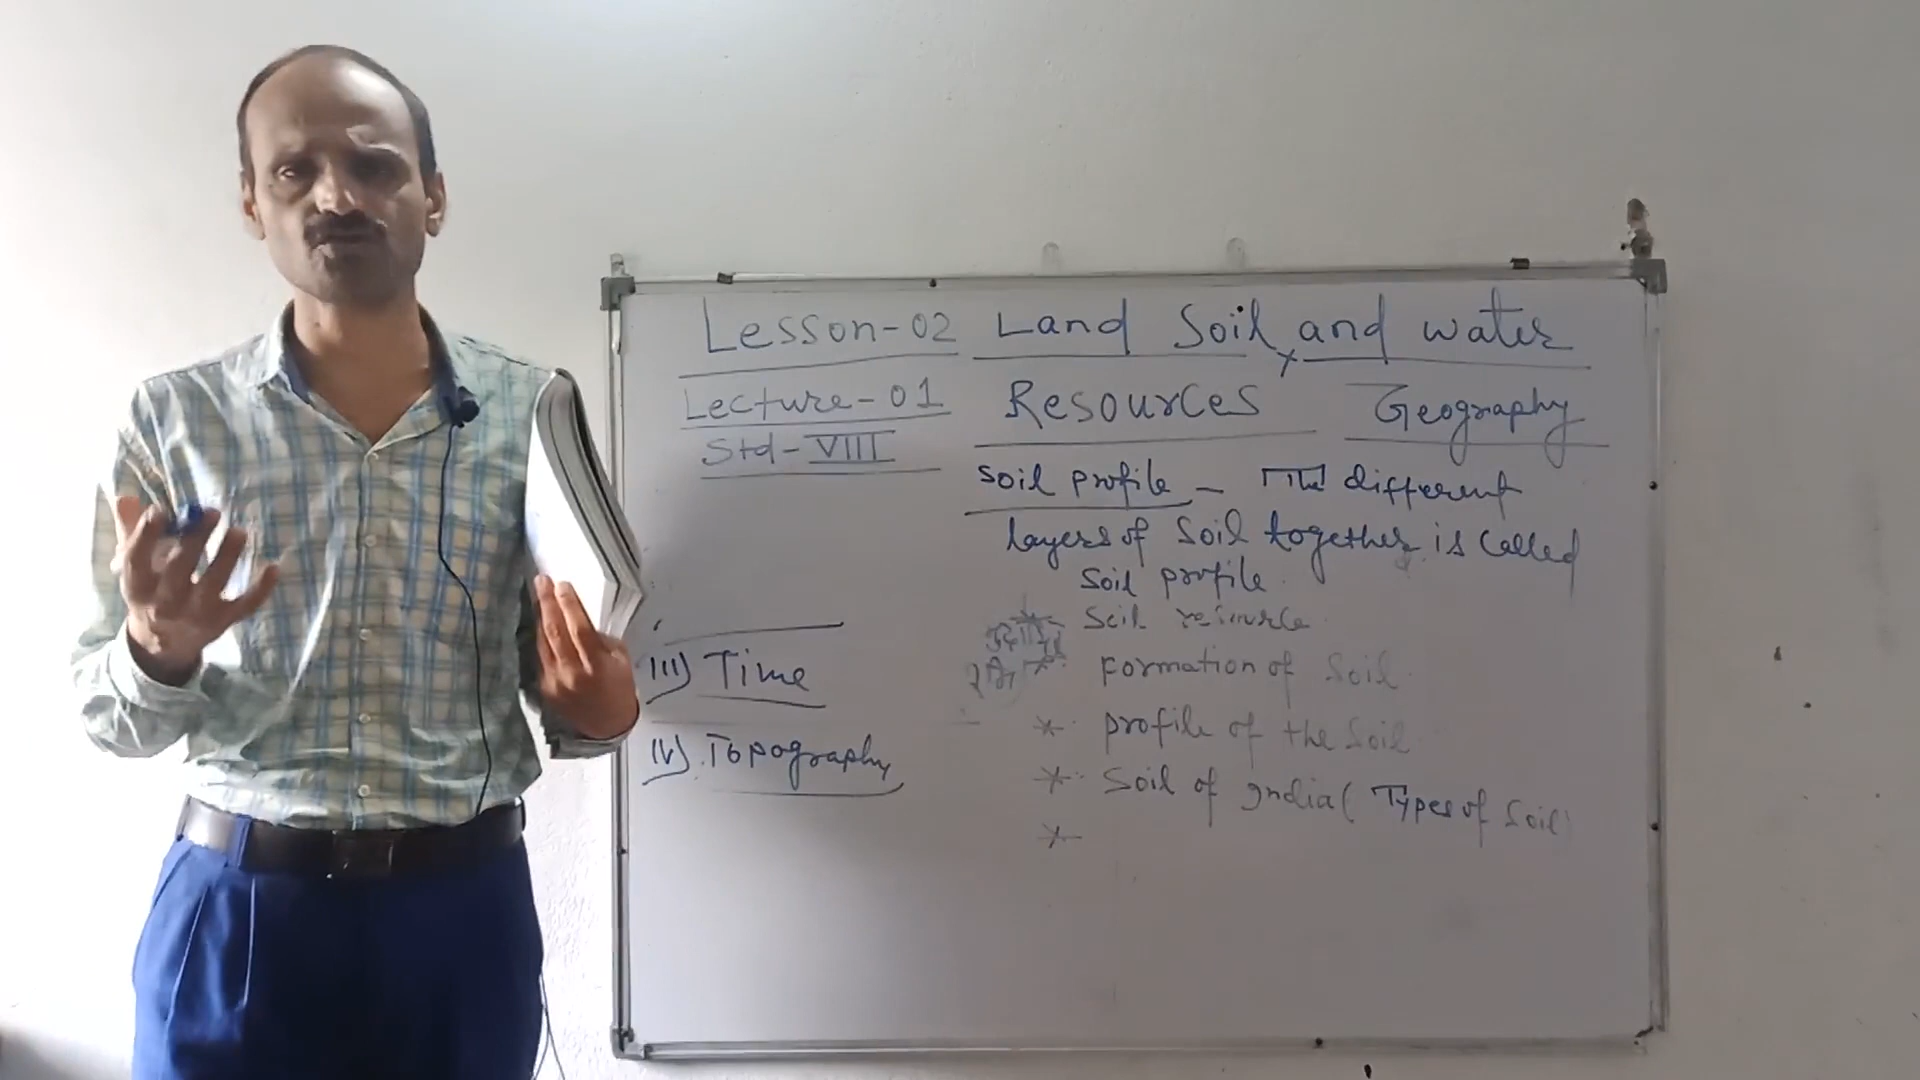 Lesson-02 Land Soil and water
Lecture-01 Resources Geography
Std-VIII
soil profile - The different
layers of Soil together is called
soil profile.
* Soil resource
* Formation of Soil.
III) Time
* profile of the Soil
IV) Topography
* Soil of India ( Types of Soil
*